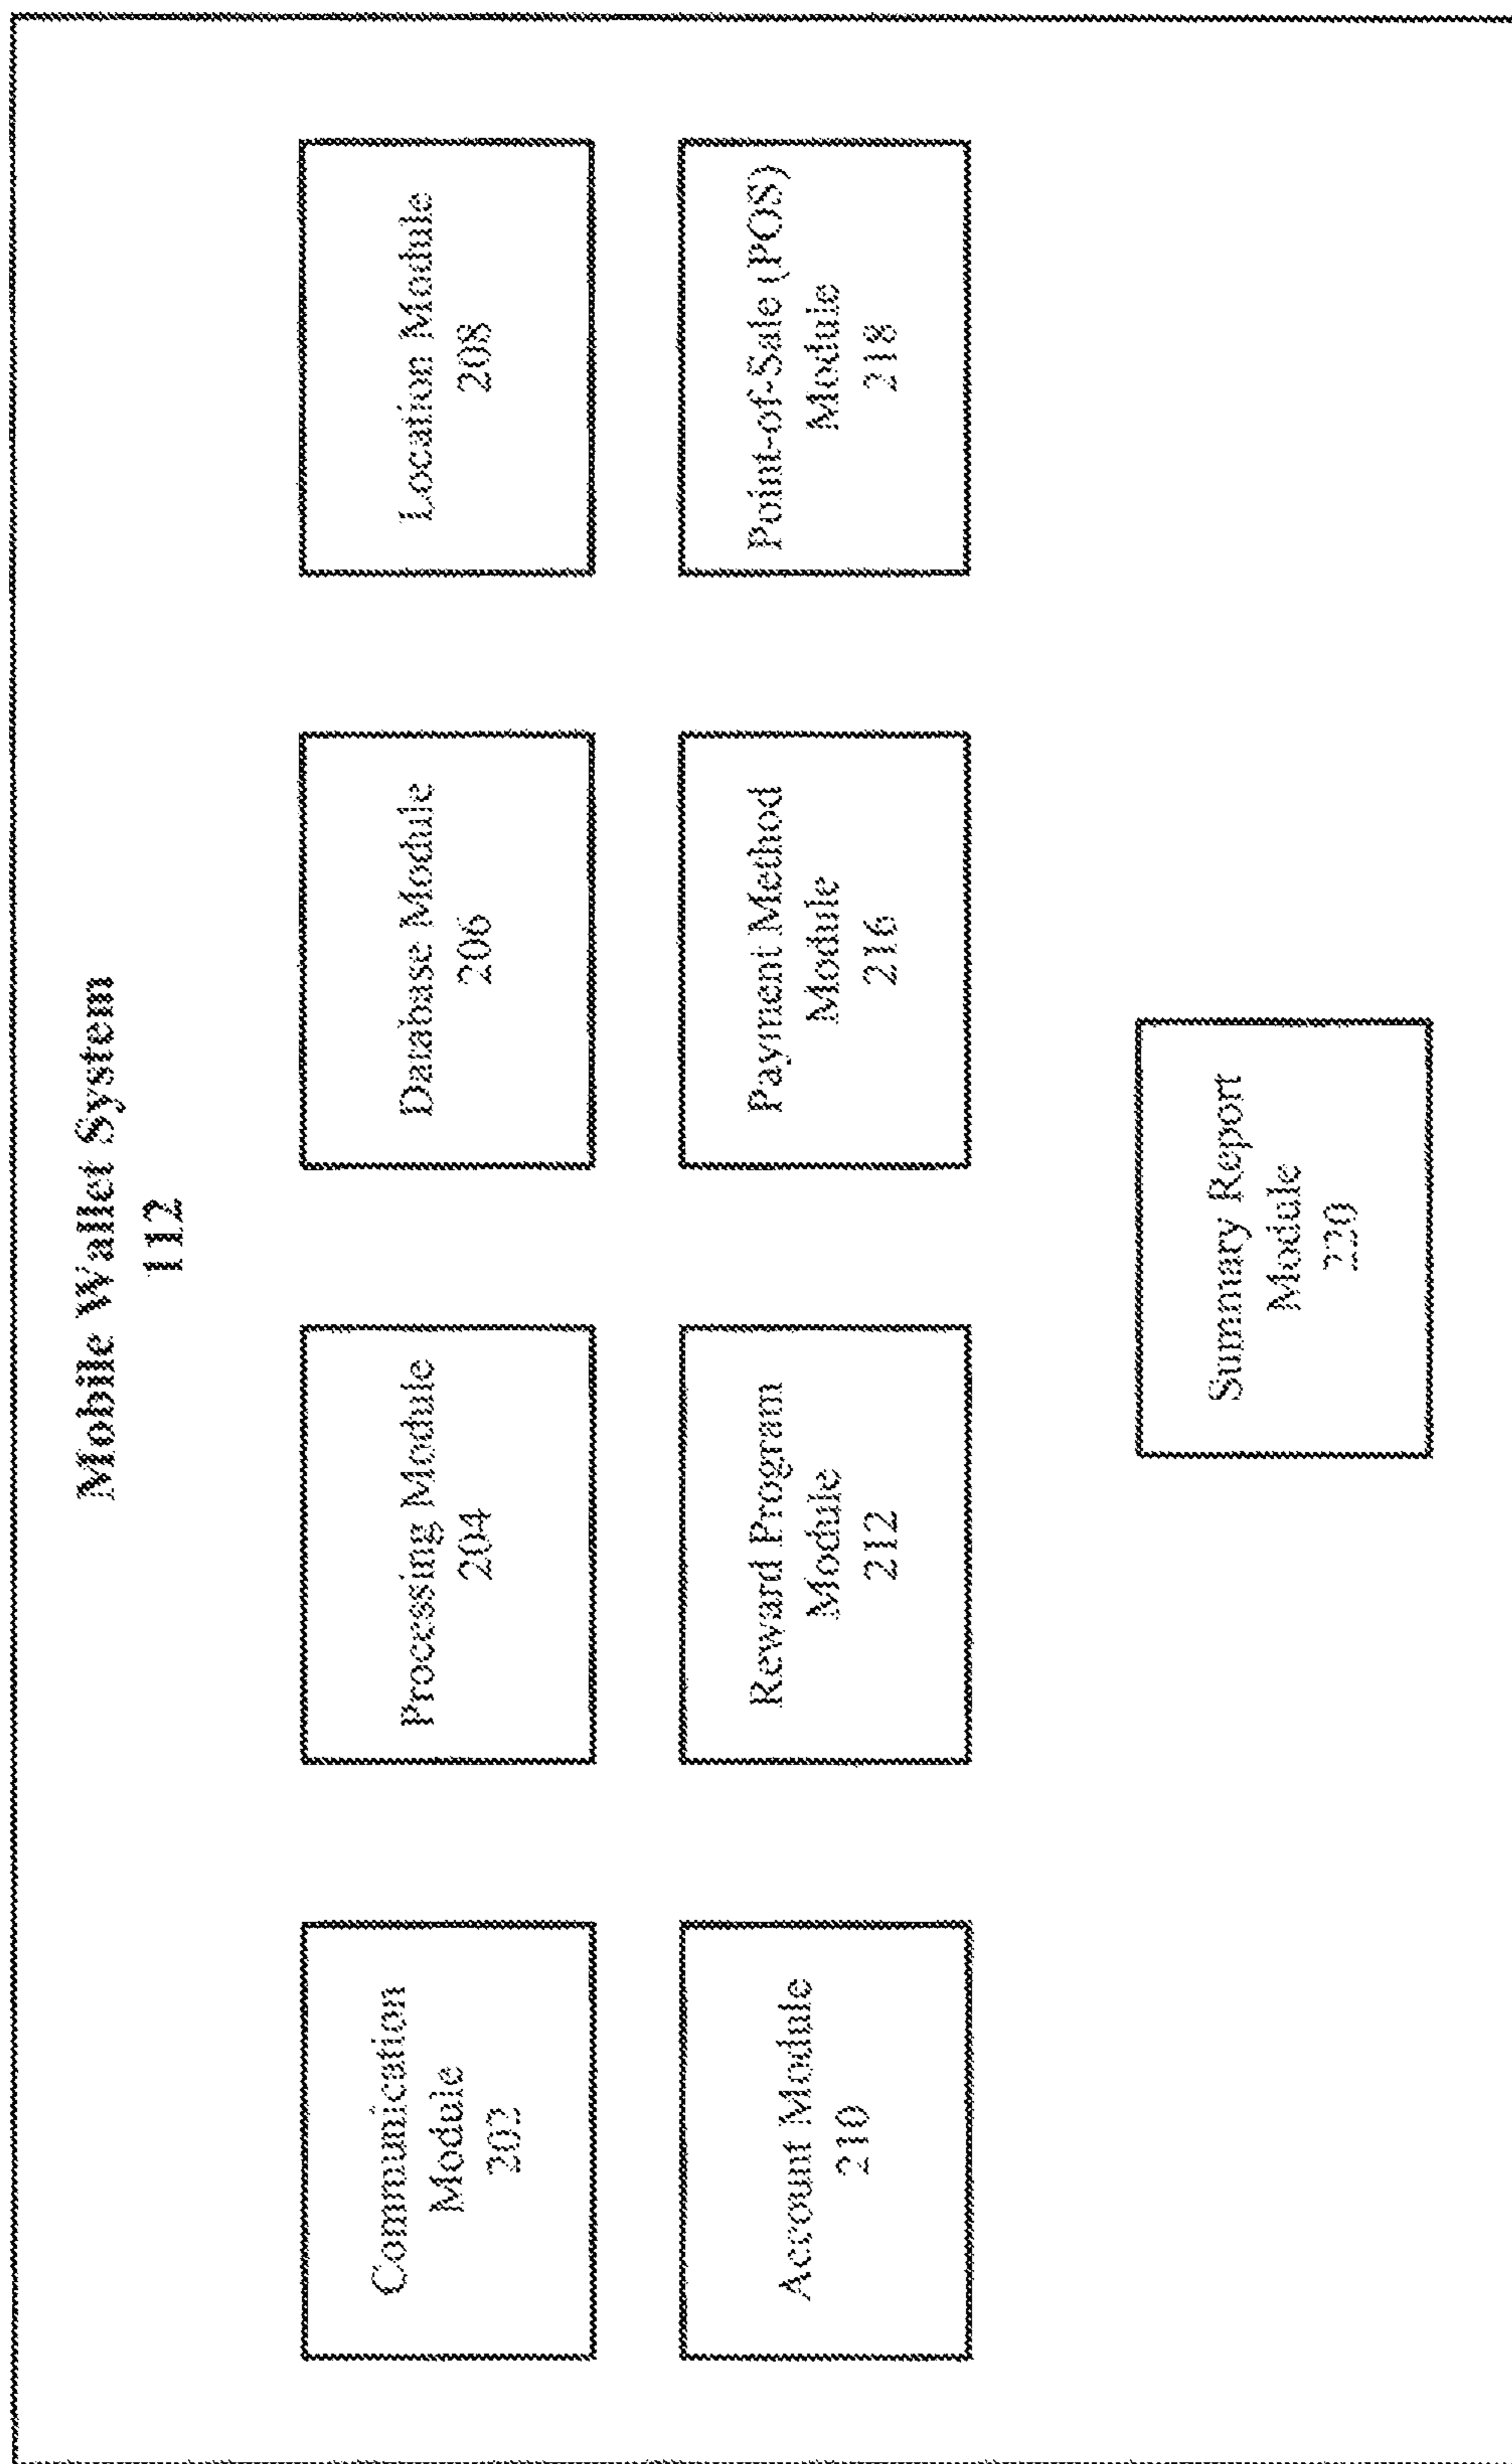 Mobile Wallet System
112
Communication
Module
202
Processing Module
204
Database Module
206
Location Module
208
Account Module
210
Reward Program
Module
212
Payment Method
Module
216
Point-of-Sale (POS)
Module
218
Summary Report
Module
220